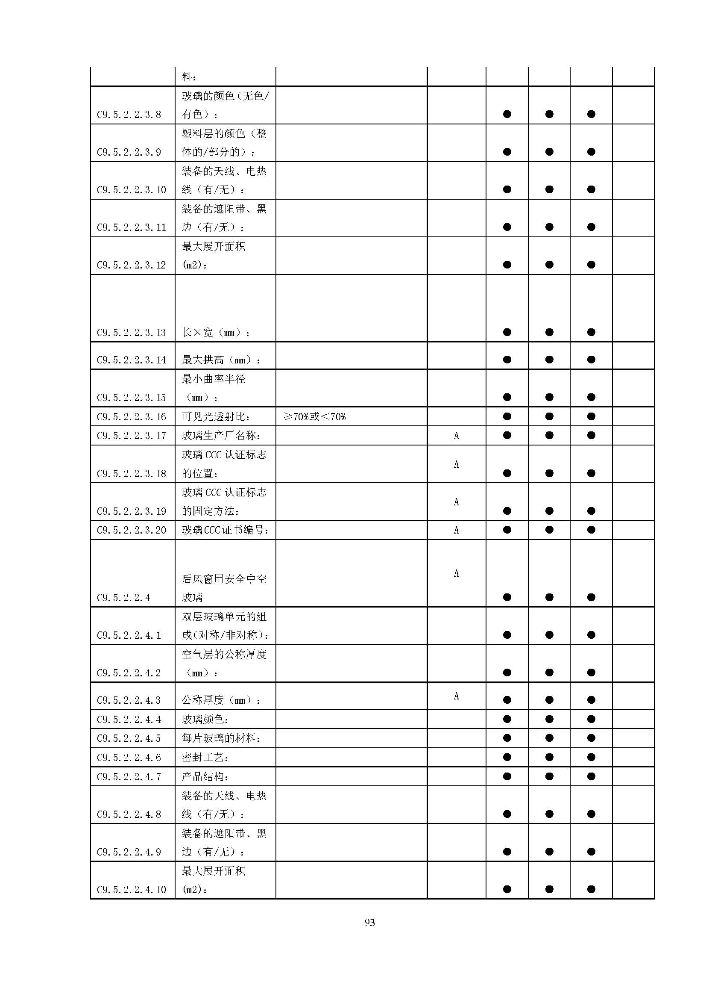 料：
玻璃的颜色（无色/
C9.5.2.2.3.8 有色）： ● ● ●
塑料层的颜色（整
C9.5.2.2.3.9 体的/部分的）： ● ● ●
装备的天线、电热
C9.5.2.2.3.10 线（有/无）： ● ● ●
装备的遮阳带、黑
C9.5.2.2.3.11 边（有/无）： ● ● ●
最大展开面积
C9.5.2.2.3.12 (m2)： ● ● ●
C9.5.2.2.3.13 长×宽（mm）： ● ● ●
C9.5.2.2.3.14 最大拱高（mm）： ● ● ●
最小曲率半径
C9.5.2.2.3.15 （mm）： ● ● ●
C9.5.2.2.3.16 可见光透射比： ≥70%或＜70% ● ● ●
C9.5.2.2.3.17 玻璃生产厂名称： A ● ● ●
玻璃 CCC 认证标志
C9.5.2.2.3.18 的位置： A ● ● ●
玻璃 CCC 认证标志
C9.5.2.2.3.19 的固定方法： A ● ● ●
C9.5.2.2.3.20 玻璃CCC证书编号： A ● ● ●
后风窗用安全中空
C9.5.2.2.4 玻璃 A ● ● ●
双层玻璃单元的组
C9.5.2.2.4.1 成（对称/非对称）： ● ● ●
空气层的公称厚度
C9.5.2.2.4.2 （mm）： ● ● ●
C9.5.2.2.4.3 公称厚度（mm）： A ● ● ●
C9.5.2.2.4.4 玻璃颜色： ● ● ●
C9.5.2.2.4.5 每片玻璃的材料： ● ● ●
C9.5.2.2.4.6 密封工艺： ● ● ●
C9.5.2.2.4.7 产品结构： ● ● ●
装备的天线、电热
C9.5.2.2.4.8 线（有/无）： ● ● ●
装备的遮阳带、黑
C9.5.2.2.4.9 边（有/无）： ● ● ●
最大展开面积
C9.5.2.2.4.10 (m2)： ● ● ●
93